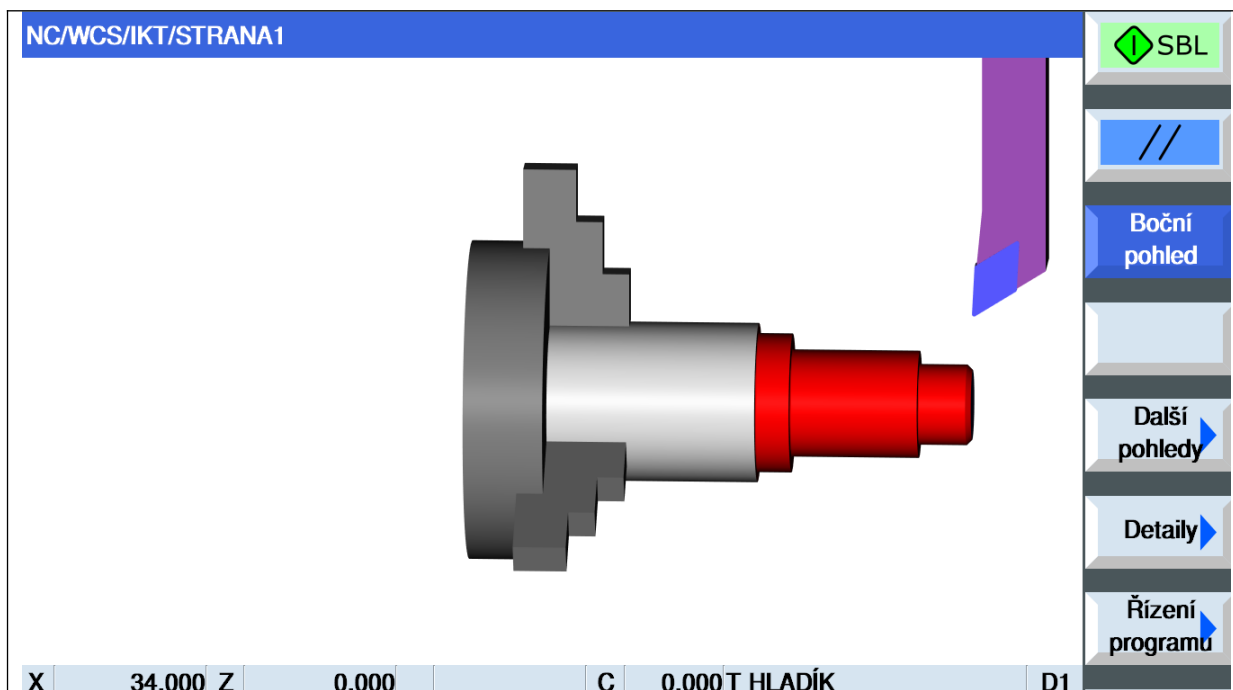 NC/WCS/IKT/STRANA1
SBL
//
Boční
pohled
Další
pohledy
Detaily
Řízení
programu
X 34.000 Z 0.000 C 0.000 T HLADÍK D1